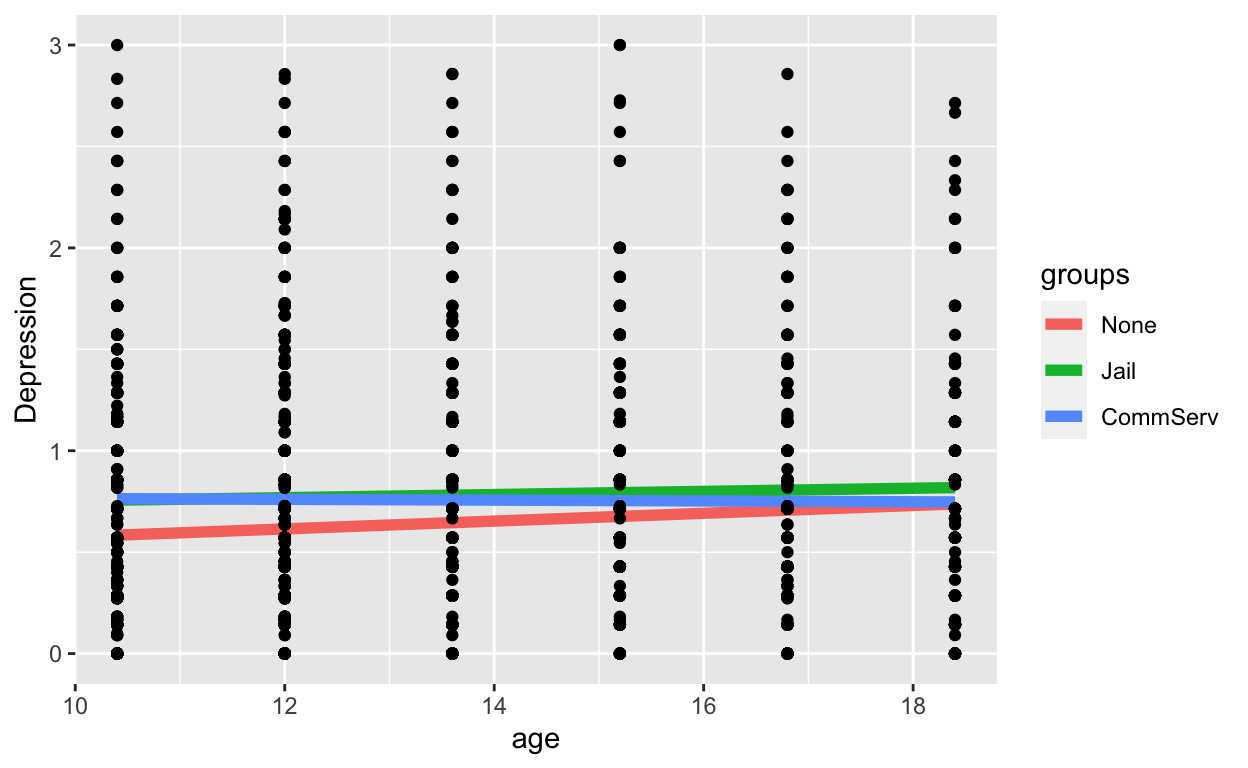 3
2
1
0
Depression
10 12 14 16 18
age
groups
None
Jail
CommServ